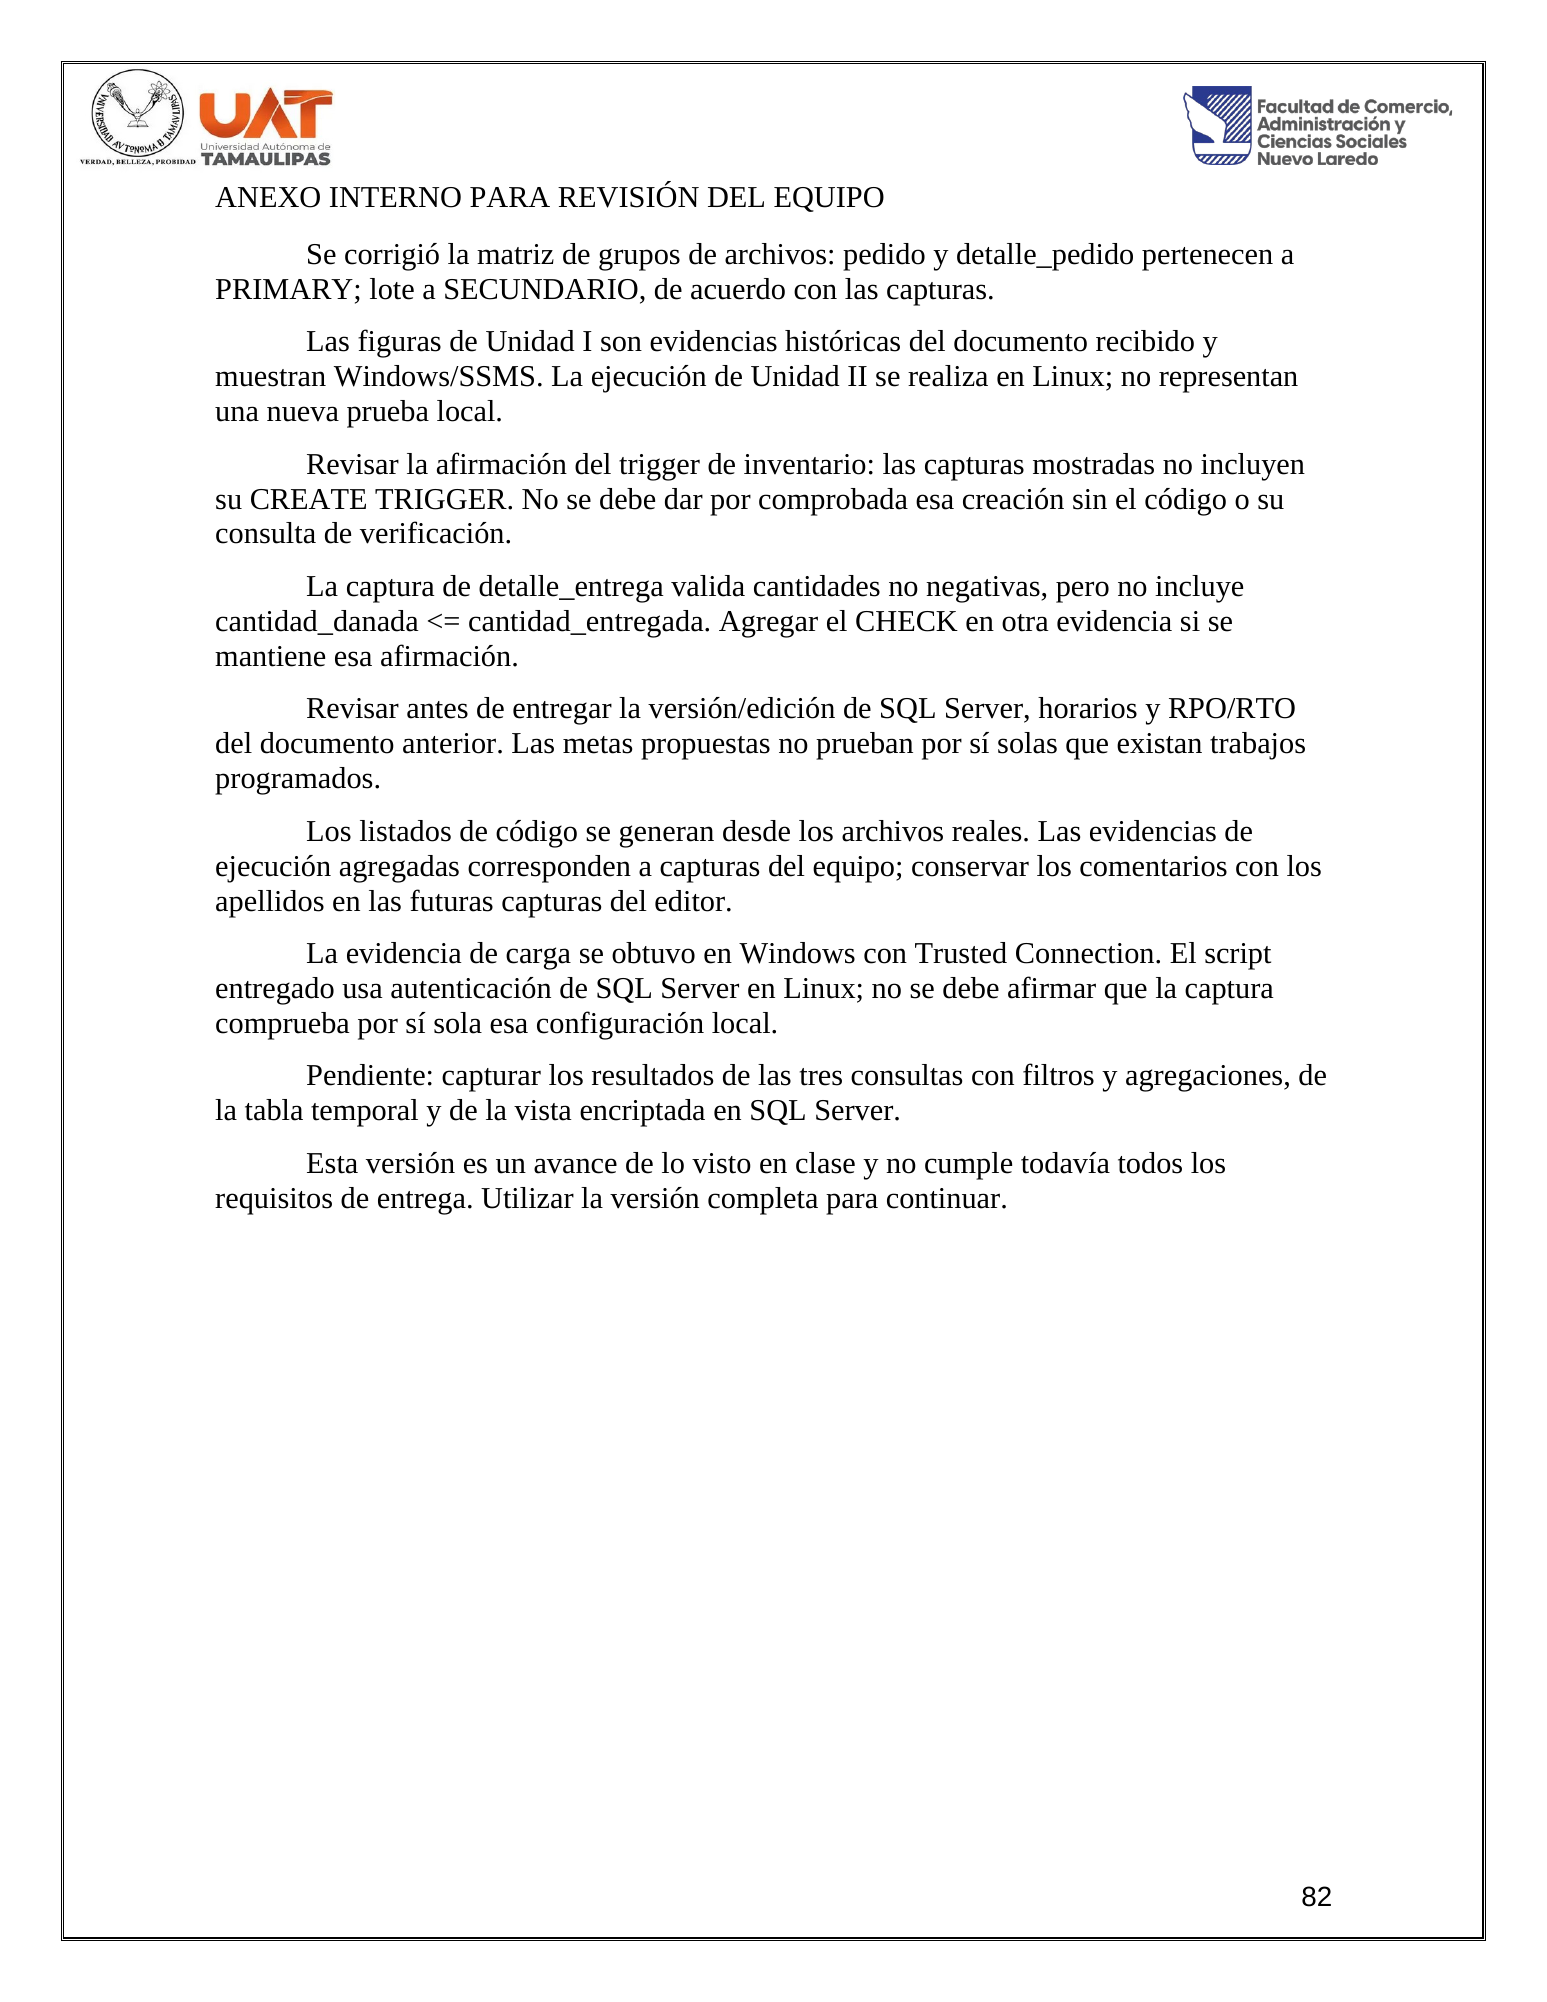 UNIVERSIDAD AUTONOMA DE TAMAULIPAS
VERDAD, BELLEZA, PROBIDAD
UAT
Universidad Autónoma de
TAMAULIPAS
Facultad de Comercio,
Administración y
Ciencias Sociales
Nuevo Laredo
ANEXO INTERNO PARA REVISIÓN DEL EQUIPO
Se corrigió la matriz de grupos de archivos: pedido y detalle_pedido pertenecen a
PRIMARY; lote a SECUNDARIO, de acuerdo con las capturas.
Las figuras de Unidad I son evidencias históricas del documento recibido y
muestran Windows/SSMS. La ejecución de Unidad II se realiza en Linux; no representan
una nueva prueba local.
Revisar la afirmación del trigger de inventario: las capturas mostradas no incluyen
su CREATE TRIGGER. No se debe dar por comprobada esa creación sin el código o su
consulta de verificación.
La captura de detalle_entrega valida cantidades no negativas, pero no incluye
cantidad_danada <= cantidad_entregada. Agregar el CHECK en otra evidencia si se
mantiene esa afirmación.
Revisar antes de entregar la versión/edición de SQL Server, horarios y RPO/RTO
del documento anterior. Las metas propuestas no prueban por sí solas que existan trabajos
programados.
Los listados de código se generan desde los archivos reales. Las evidencias de
ejecución agregadas corresponden a capturas del equipo; conservar los comentarios con los
apellidos en las futuras capturas del editor.
La evidencia de carga se obtuvo en Windows con Trusted Connection. El script
entregado usa autenticación de SQL Server en Linux; no se debe afirmar que la captura
comprueba por sí sola esa configuración local.
Pendiente: capturar los resultados de las tres consultas con filtros y agregaciones, de
la tabla temporal y de la vista encriptada en SQL Server.
Esta versión es un avance de lo visto en clase y no cumple todavía todos los
requisitos de entrega. Utilizar la versión completa para continuar.
82